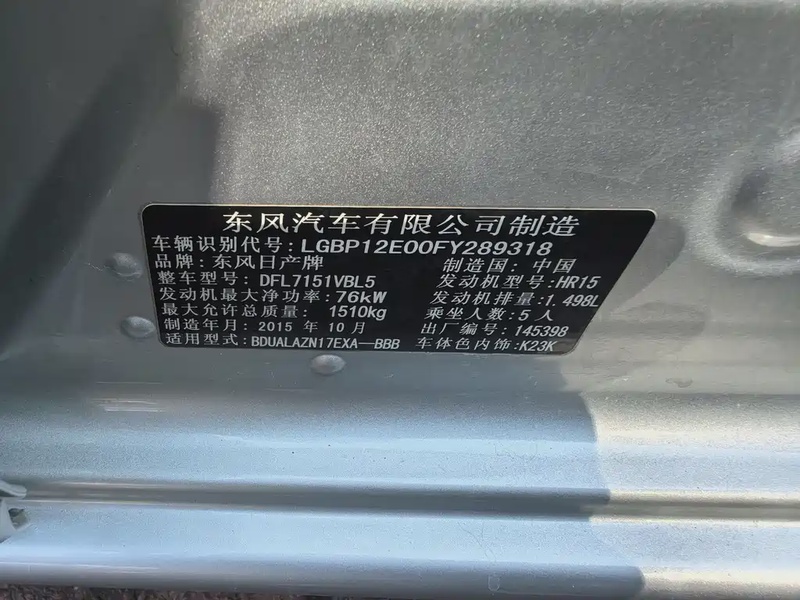 东风汽车有限公司制造
车辆识别代号: LGBP12E00FY289318
品牌: 东风日产牌 制造国: 中国
整车型号: DFL7151VBL5 发动机型号: HR15
发动机最大净功率: 76kW 发动机排量: 1.498L
最大允许总质量: 1510kg 乘坐人数: 5 人
制造年月: 2015 年 10 月 出厂编号: 145398
适用型号: BDUALAZN17EXA—BBB 车体色内饰: K23K